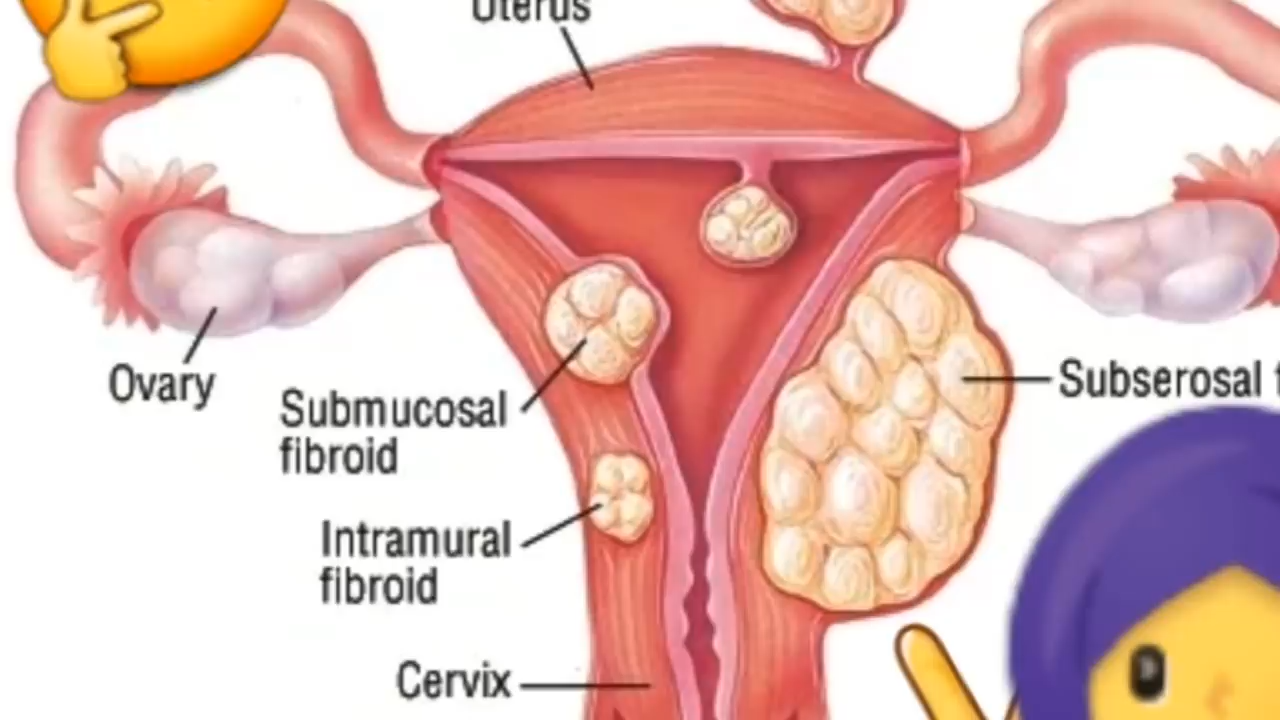 Uterus
Ovary
Submucosal
fibroid
Subserosal
Intramural
fibroid
Cervix